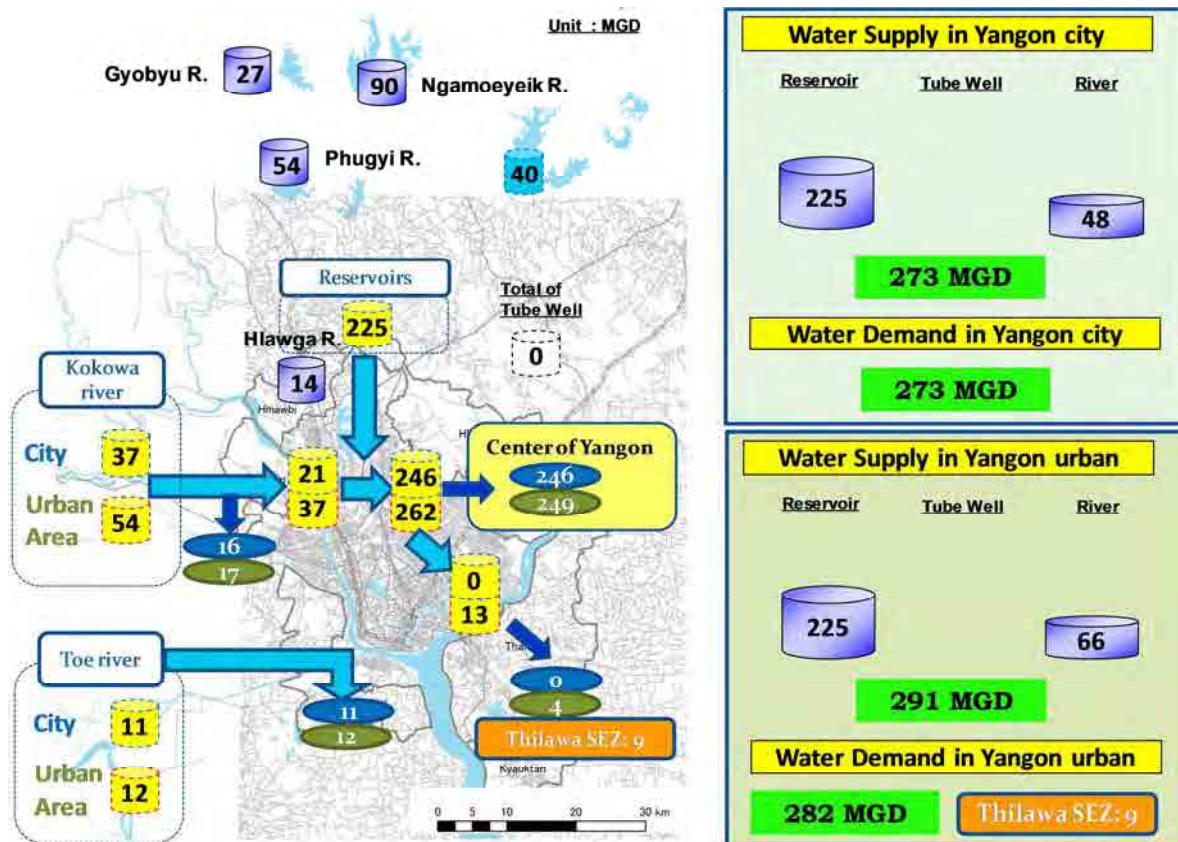 Unit : MGD
Gyobyu R.
27
90
Ngamoeyeik R.
54
Phugyi R.
40
Reservoirs
225
Total of
Tube Well
0
Hlawga R.
14
Hmawbi
Kokowa
river
City
37
Urban
Area
54
16
17
21
37
246
262
Center of Yangon
246
249
0
13
Toe river
City
11
Urban
Area
12
11
12
0
4
Thilawa SEZ: 9
Kyauktan
0 5 10 20 30 km
Water Supply in Yangon city
Reservoir Tube Well River
225
48
273 MGD
Water Demand in Yangon city
273 MGD
Water Supply in Yangon urban
Reservoir Tube Well River
225
66
291 MGD
Water Demand in Yangon urban
282 MGD
Thilawa SEZ: 9